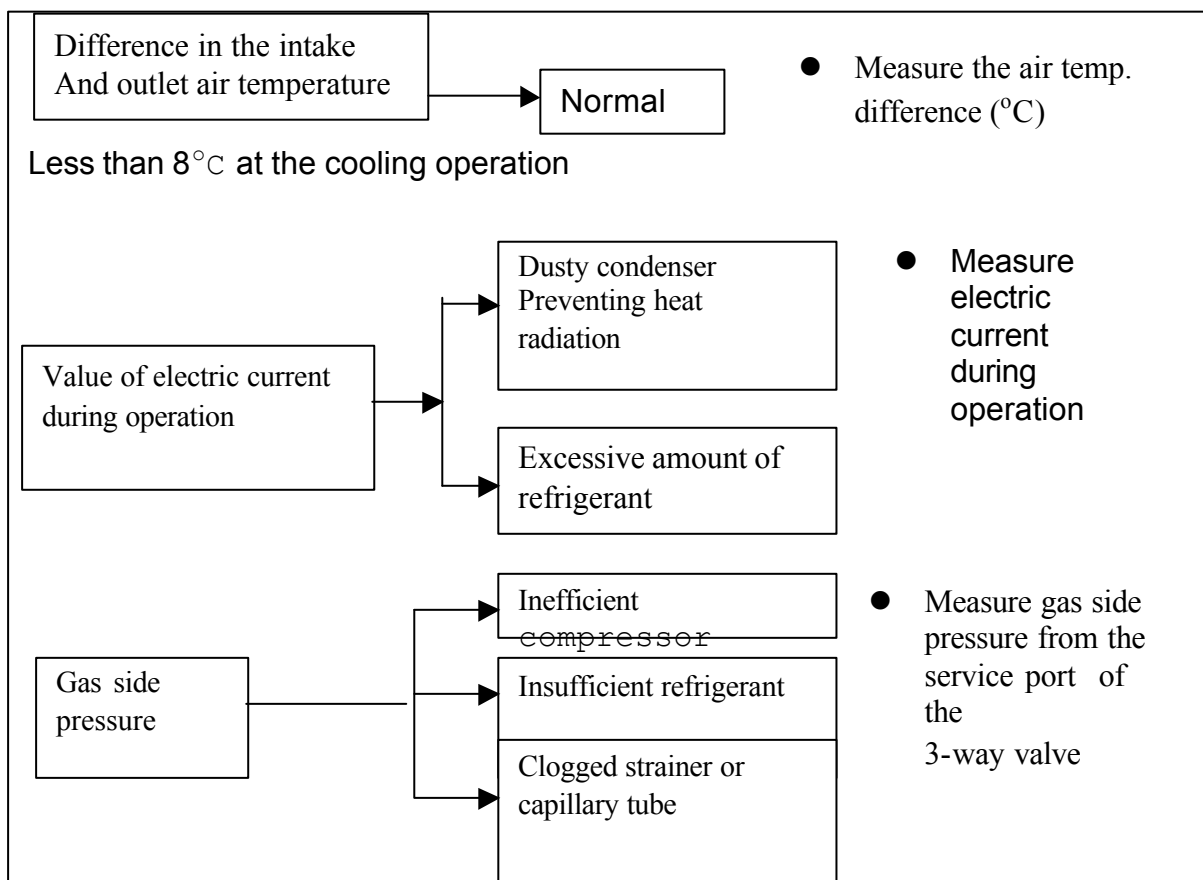 Difference in the intake
And outlet air temperature
Normal
● Measure the air temp.
difference (°C)
Less than 8°C at the cooling operation
Dusty condenser
Preventing heat
radiation
● Measure
electric
current
during
operation
Value of electric current
during operation
Excessive amount of
refrigerant
Inefficient
compressor
● Measure gas side
pressure from the
service port of
the
3-way valve
Gas side
pressure
Insufficient refrigerant
Clogged strainer or
capillary tube